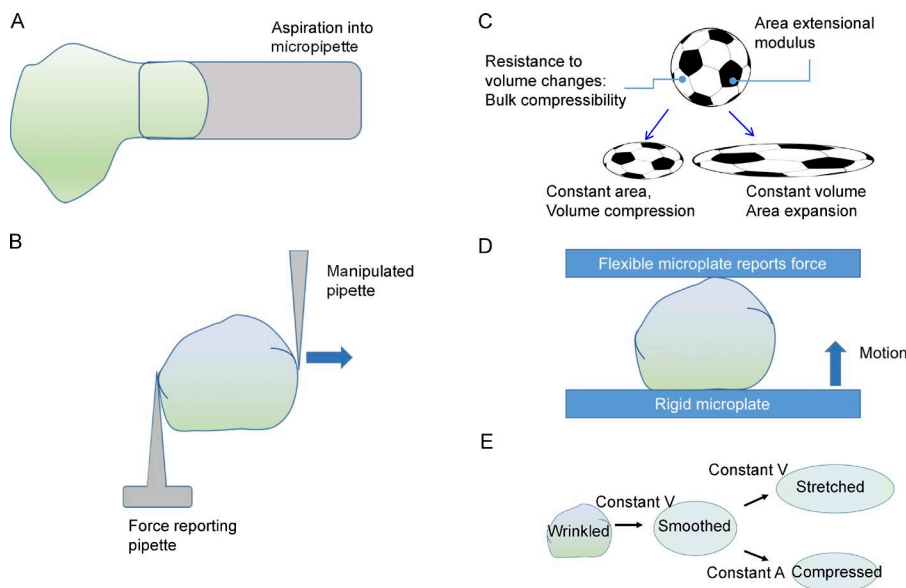 A
Aspiration into
micropipette
B
Manipulated
pipette
Force reporting
pipette
C
Area extensional
modulus
Resistance to
volume changes:
Bulk compressibility
Constant area,
Volume compression
Constant volume
Area expansion
D
Flexible microplate reports force
Motion
Rigid microplate
E
Constant V
Stretched
Constant V
Wrinkled
Smoothed
Constant A
Compressed